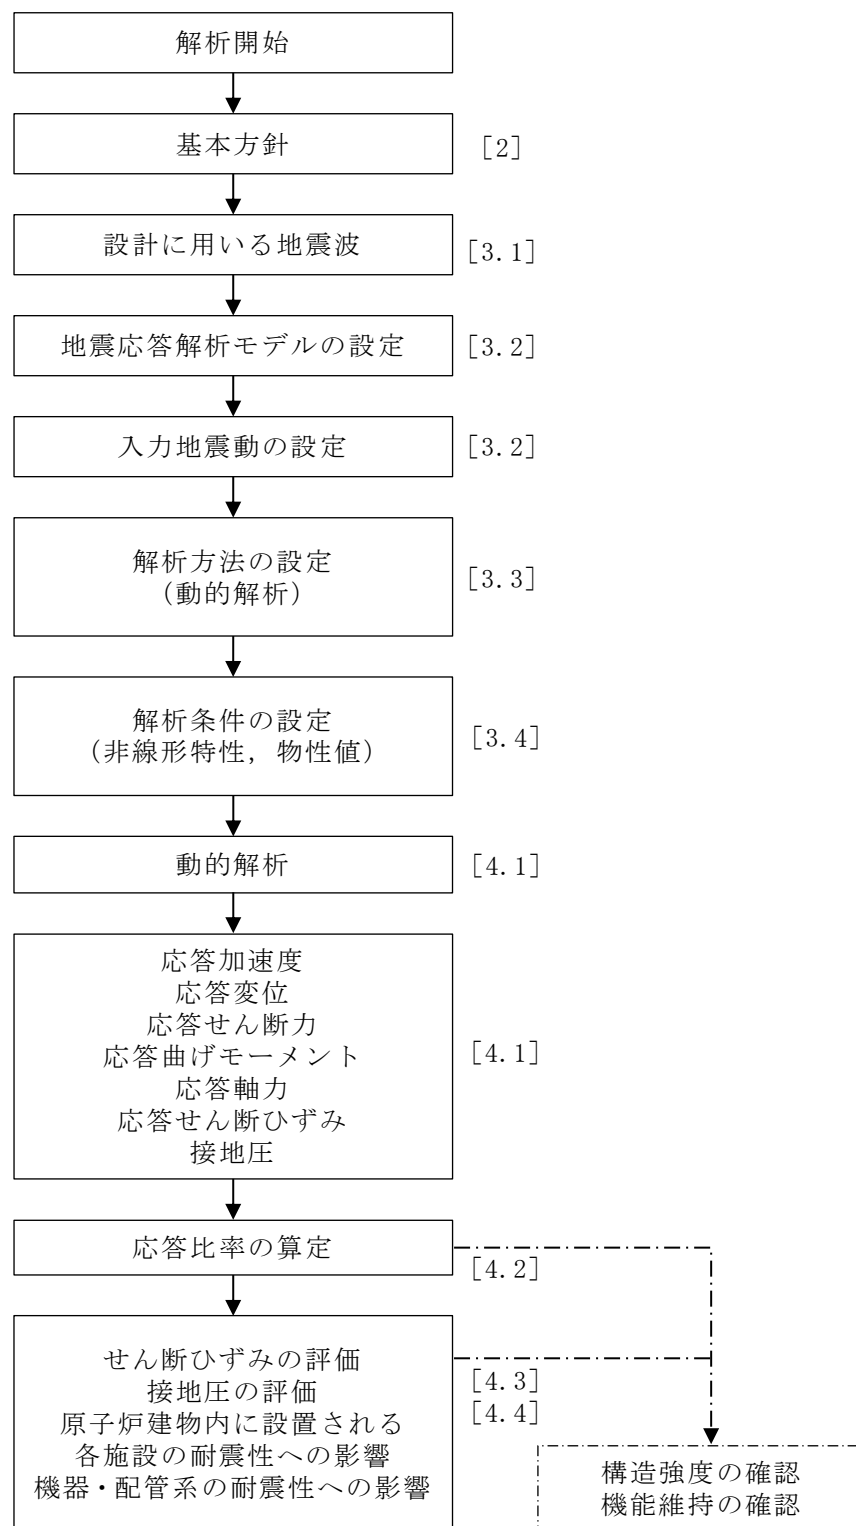 解析開始
基本方針
[2]
設計に用いる地震波
[3.1]
地震応答解析モデルの設定
[3.2]
入力地震動の設定
[3.2]
解析方法の設定
(動的解析)
[3.3]
解析条件の設定
(非線形特性, 物性値)
[3.4]
動的解析
[4.1]
応答加速度
応答変位
応答せん断力
応答曲げモーメント
応答軸力
応答せん断ひずみ
接地圧
[4.1]
応答比率の算定
[4.2]
せん断ひずみの評価
接地圧の評価
原子炉建物内に設置される
各施設の耐震性への影響
機器・配管系の耐震性への影響
[4.3]
[4.4]
構造強度の確認
機能維持の確認